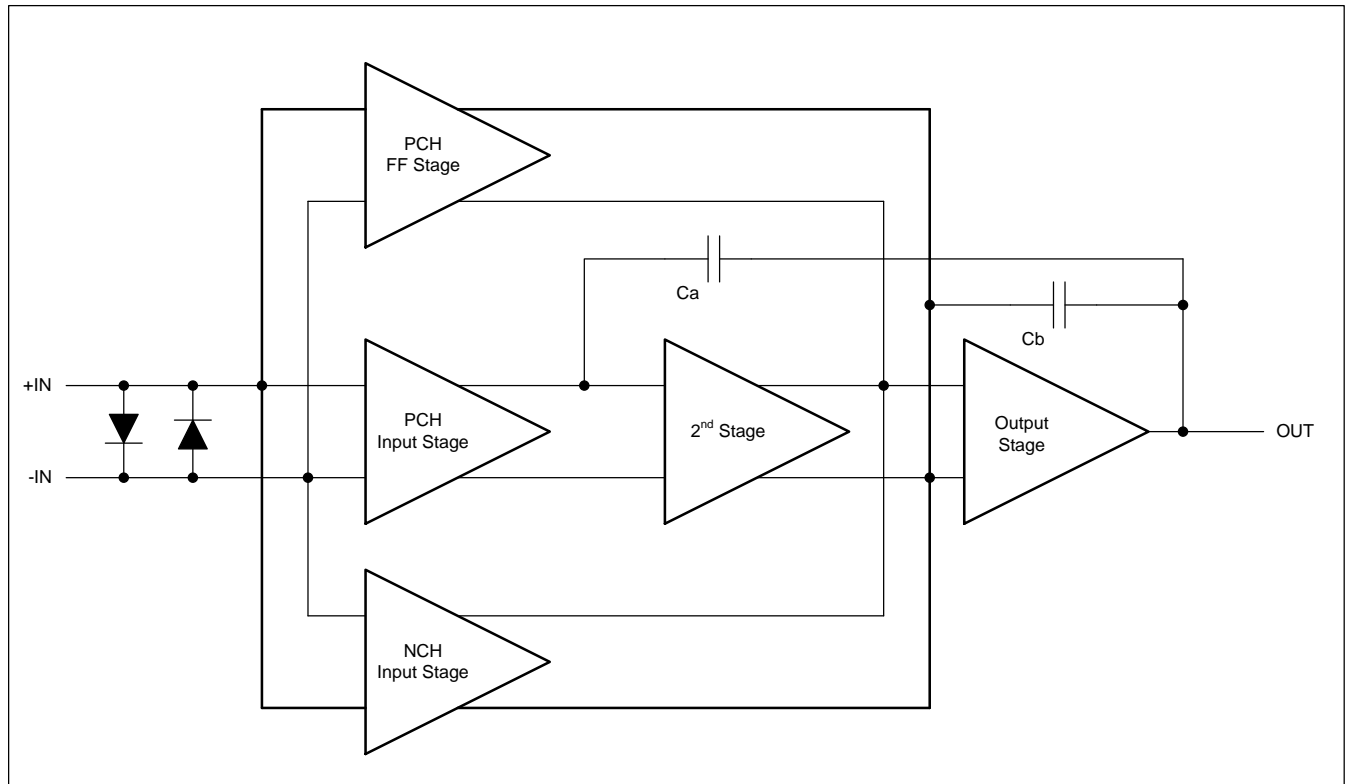 PCH
FF Stage
Ca
Cb
+IN
-IN
PCH
Input Stage
2nd Stage
Output
Stage
OUT
NCH
Input Stage